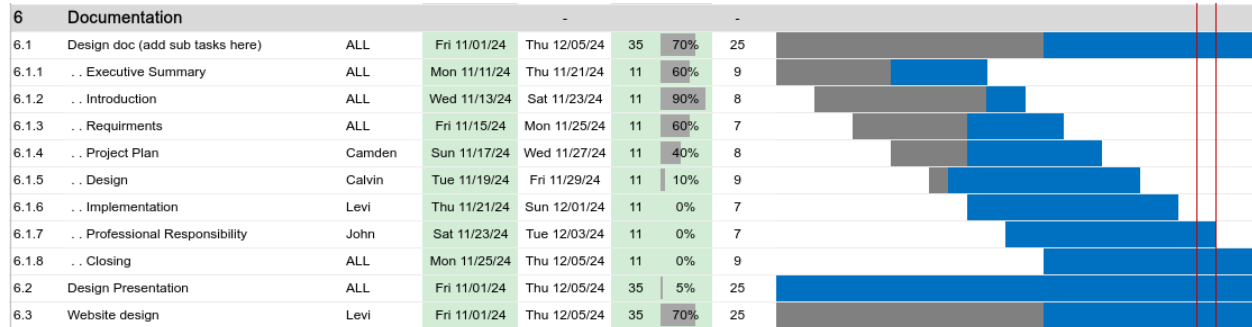 6 Documentation - -
6.1 Design doc (add sub tasks here) ALL Fri 11/01/24 Thu 12/05/24 35 70% 25
6.1.1 . . Executive Summary ALL Mon 11/11/24 Thu 11/21/24 11 60% 9
6.1.2 . . Introduction ALL Wed 11/13/24 Sat 11/23/24 11 90% 8
6.1.3 . . Requirments ALL Fri 11/15/24 Mon 11/25/24 11 60% 7
6.1.4 . . Project Plan Camden Sun 11/17/24 Wed 11/27/24 11 40% 8
6.1.5 . . Design Calvin Tue 11/19/24 Fri 11/29/24 11 10% 9
6.1.6 . . Implementation Levi Thu 11/21/24 Sun 12/01/24 11 0% 7
6.1.7 . . Professional Responsibility John Sat 11/23/24 Tue 12/03/24 11 0% 7
6.1.8 . . Closing ALL Mon 11/25/24 Thu 12/05/24 11 0% 9
6.2 Design Presentation ALL Fri 11/01/24 Thu 12/05/24 35 5% 25
6.3 Website design Levi Fri 11/01/24 Thu 12/05/24 35 70% 25